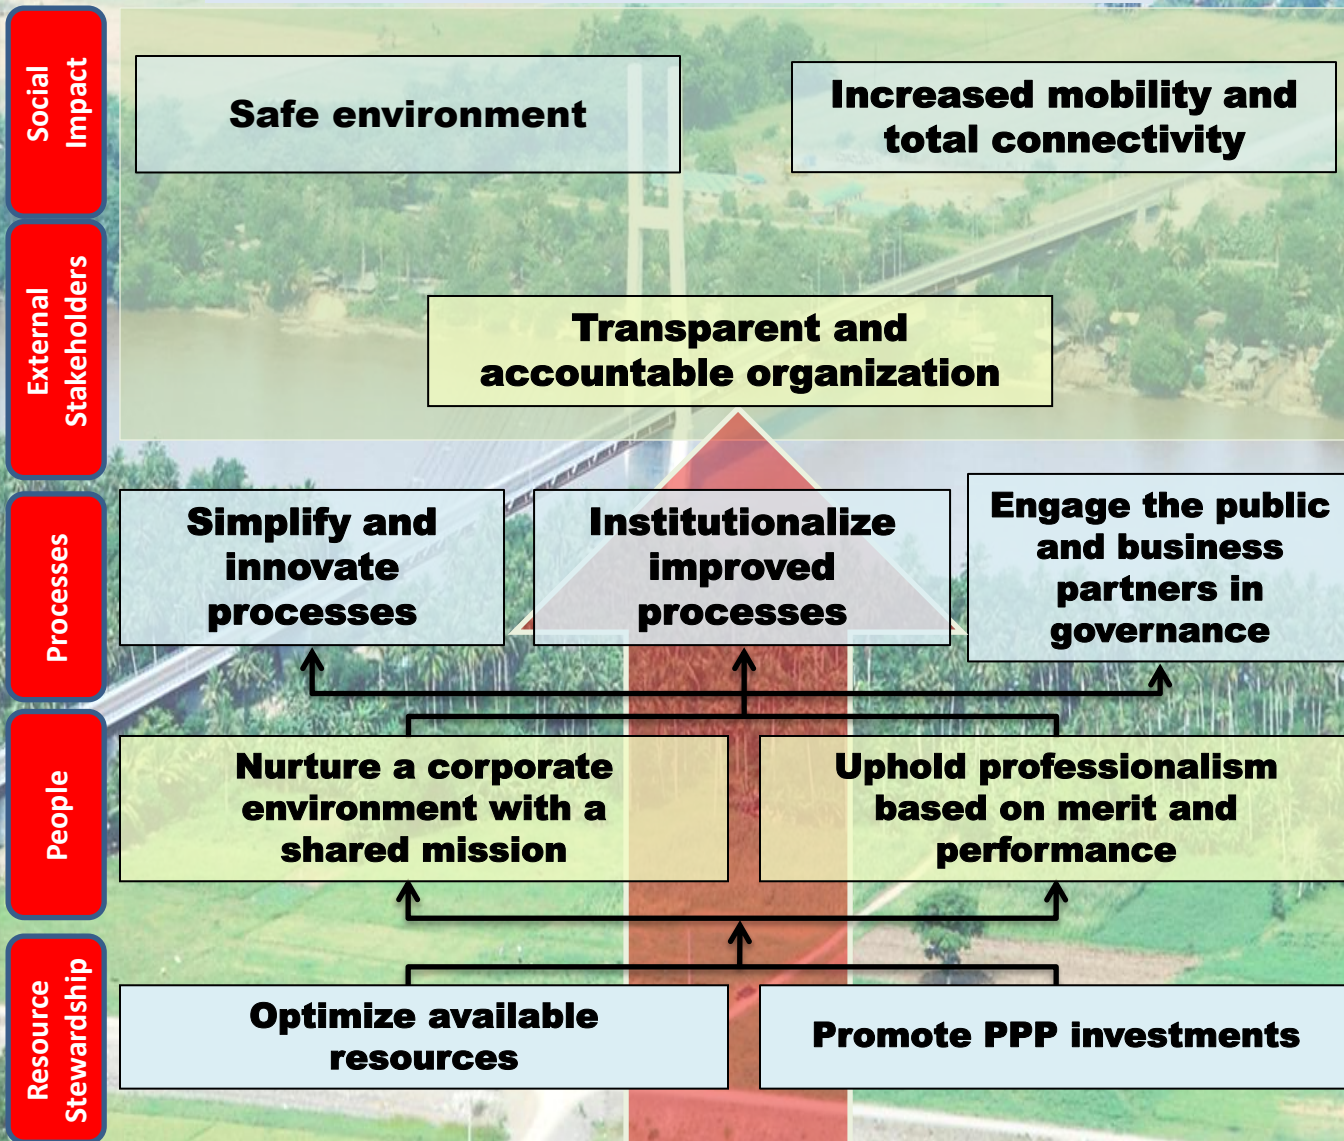 Social
Impact
Safe environment
Increased mobility and
total connectivity
External
Stakeholders
Transparent and
accountable organization
Processes
Simplify and
innovate
processes
Institutionalize
improved
processes
Engage the public
and business
partners in
governance
People
Nurture a corporate
environment with a
shared mission
Uphold professionalism
based on merit and
performance
Resource
Stewardship
Optimize available
resources
Promote PPP investments